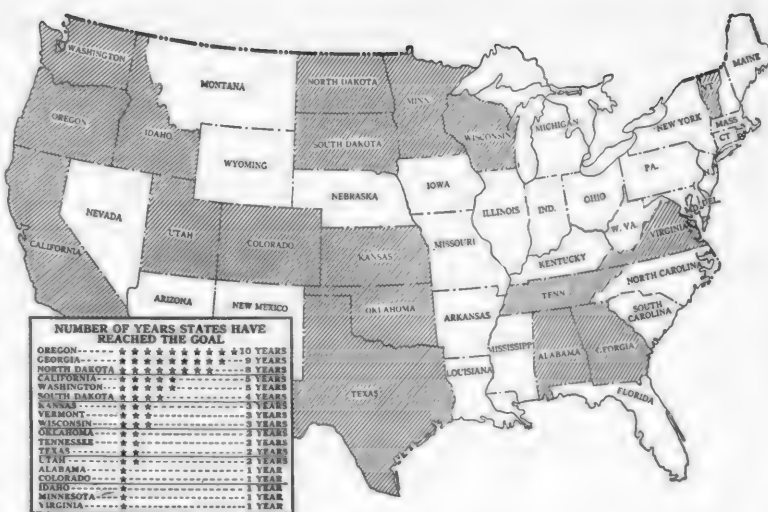 WASHINGTON
MONTANA
NORTH DAKOTA
MINN
MAINE
VT.
OREGON
IDAHO
SOUTH DAKOTA
WISCONSIN
MICHIGAN
NEW YORK
MASS
CT
WYOMING
NEBRASKA
IOWA
PA.
NEVADA
UTAH
COLORADO
ILLINOIS
IND.
OHIO
W. VA.
VIRGINIA
CALIFORNIA
KANSAS
MISSOURI
KENTUCKY
NORTH CAROLINA
ARIZONA
NEW MEXICO
OKLAHOMA
ARKANSAS
TENN
SOUTH
CAROLINA
MISSISSIPPI
ALABAMA
GEORGIA
TEXAS
LOUISIANA
FLORIDA
NUMBER OF YEARS STATES HAVE
REACHED THE GOAL
OREGON ★★★★★★★★★★ 10 YEARS
GEORGIA ★★★★★★★★★ 9 YEARS
NORTH DAKOTA ★★★★★★★★ 8 YEARS
CALIFORNIA ★★★★★ 5 YEARS
WASHINGTON ★★★★★ 5 YEARS
SOUTH DAKOTA ★★★★ 4 YEARS
KANSAS ★★★ 3 YEARS
VERMONT ★★★ 3 YEARS
WISCONSIN ★★★ 3 YEARS
OKLAHOMA ★★ 2 YEARS
TENNESSEE ★★ 2 YEARS
TEXAS ★★ 2 YEARS
UTAH ★★ 2 YEARS
ALABAMA ★ 1 YEAR
COLORADO ★ 1 YEAR
IDAHO ★ 1 YEAR
MINNESOTA ★ 1 YEAR
VIRGINIA ★ 1 YEAR